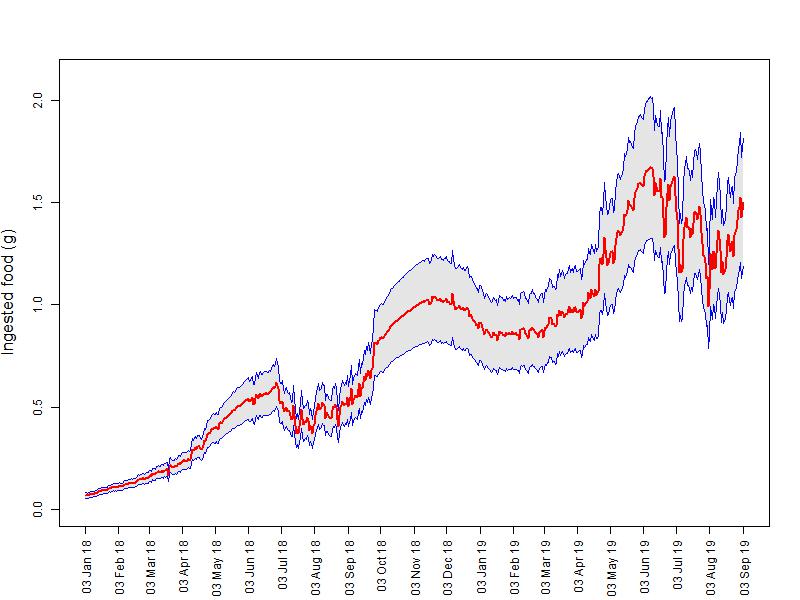 Ingested food (g)
2.0
1.5
1.0
0.5
0.0
03 Jan 18
03 Feb 18
03 Mar 18
03 Apr 18
03 May 18
03 Jun 18
03 Jul 18
03 Aug 18
03 Sep 18
03 Oct 18
03 Nov 18
03 Dec 18
03 Jan 19
03 Feb 19
03 Mar 19
03 Apr 19
03 May 19
03 Jun 19
03 Jul 19
03 Aug 19
03 Sep 19